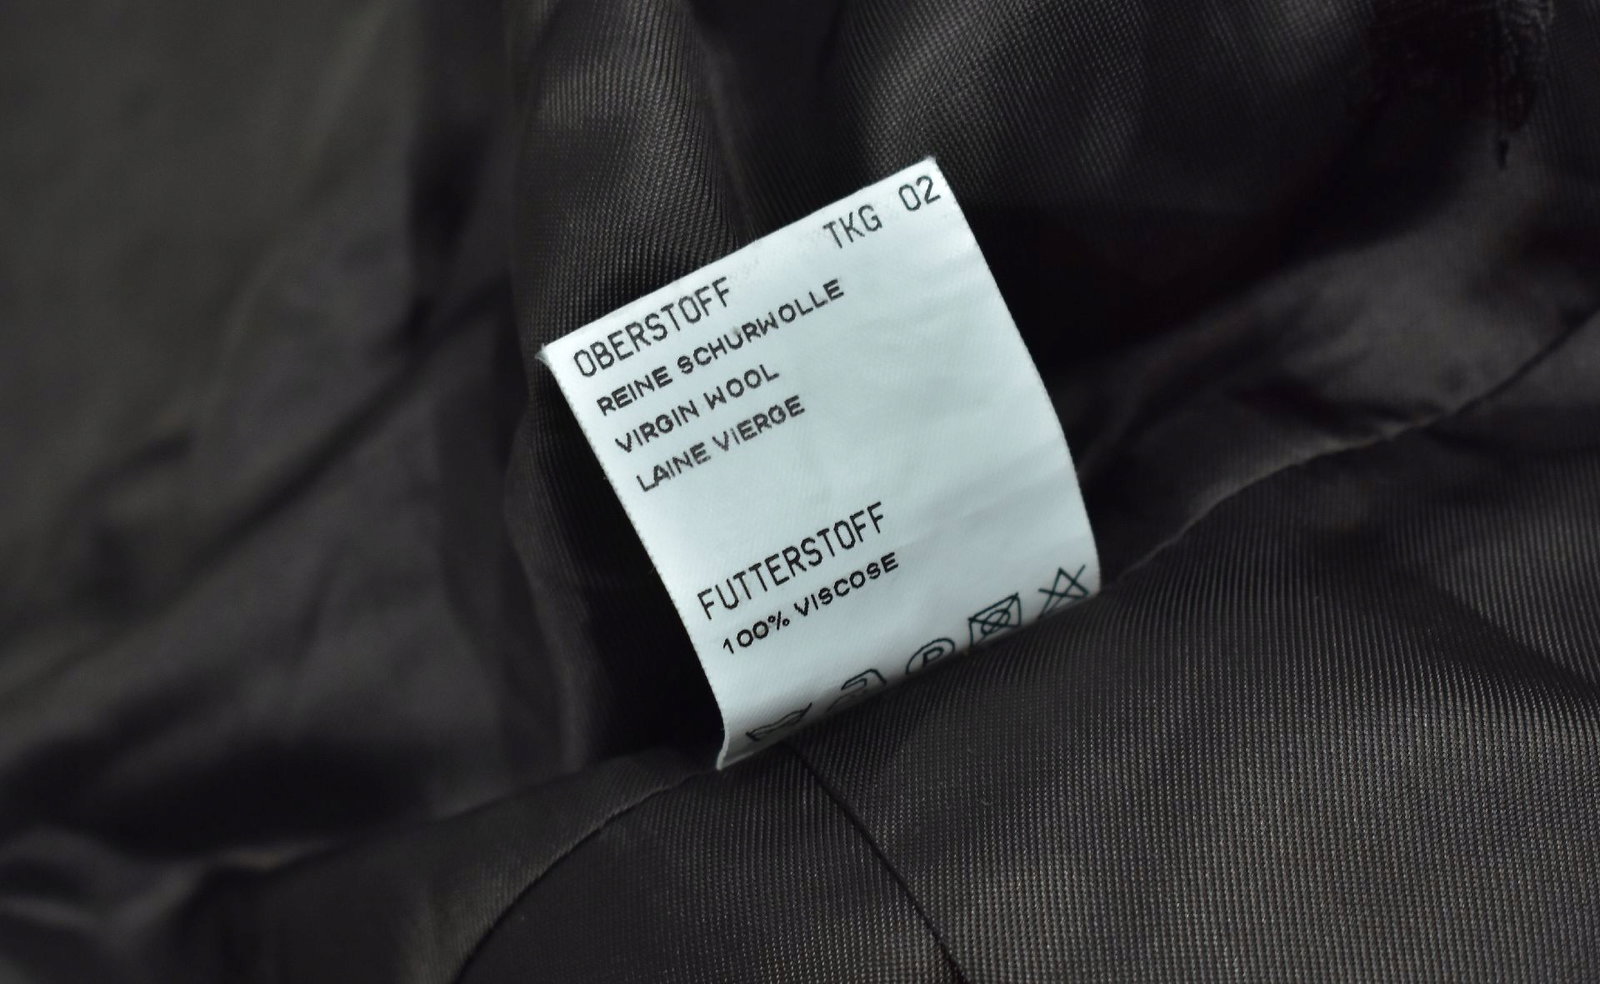 TKG 02
OBERSTOFF
REINE SCHURWOLLE
VIRGIN WOOL
LAINE VIERGE
FUTTERSTOFF
100% VISCOSE
P